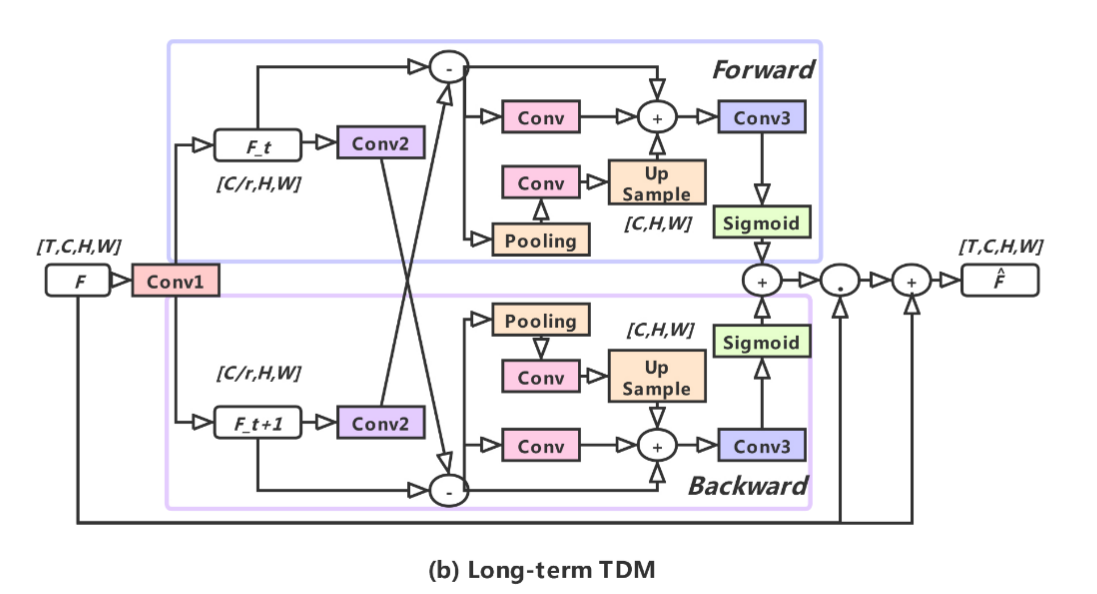 Forward
-
Conv
+
Conv3
F_t
Conv2
[C/r,H,W]
Conv
Up
Sample
[C,H,W]
Pooling
Sigmoid
[T,C,H,W]
F
Conv1
+
.
+
[T,C,H,W]
F̂
Pooling
[C,H,W]
Sigmoid
Conv
Up
Sample
[C/r,H,W]
F_t+1
Conv2
Conv
+
Conv3
-
Backward
(b) Long-term TDM